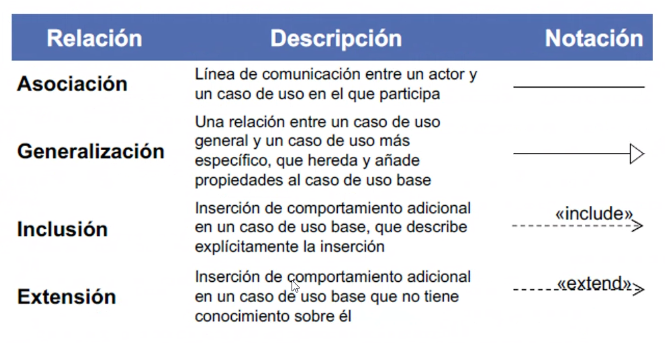 Relación Descripción Notación
Asociación
Línea de comunicación entre un actor y
un caso de uso en el que participa
Generalización
Una relación entre un caso de uso
general y un caso de uso más
específico, que hereda y añade
propiedades al caso de uso base
Inclusión
Inserción de comportamiento adicional
en un caso de uso base, que describe
explícitamente la inserción
«include»
Extensión
Inserción de comportamiento adicional
en un caso de uso base que no tiene
conocimiento sobre él
«extend»